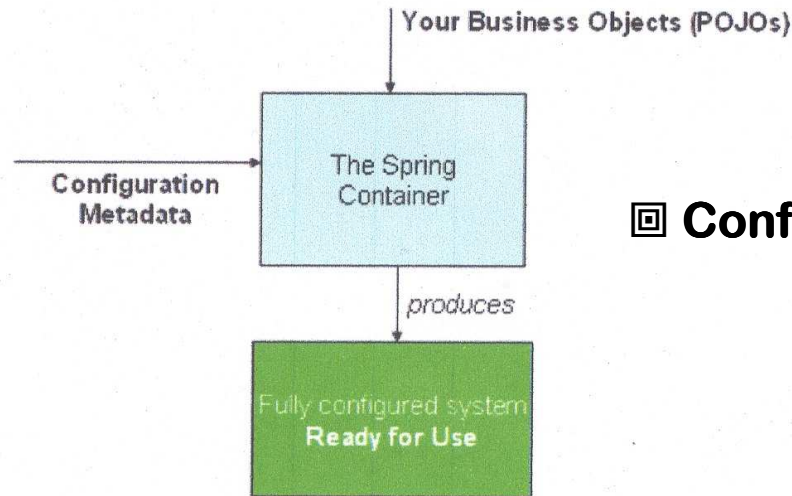 Your Business Objects (POJOs)
The Spring
Container
Configuration
Metadata
produces
Fully configured system
Ready for Use
Conf